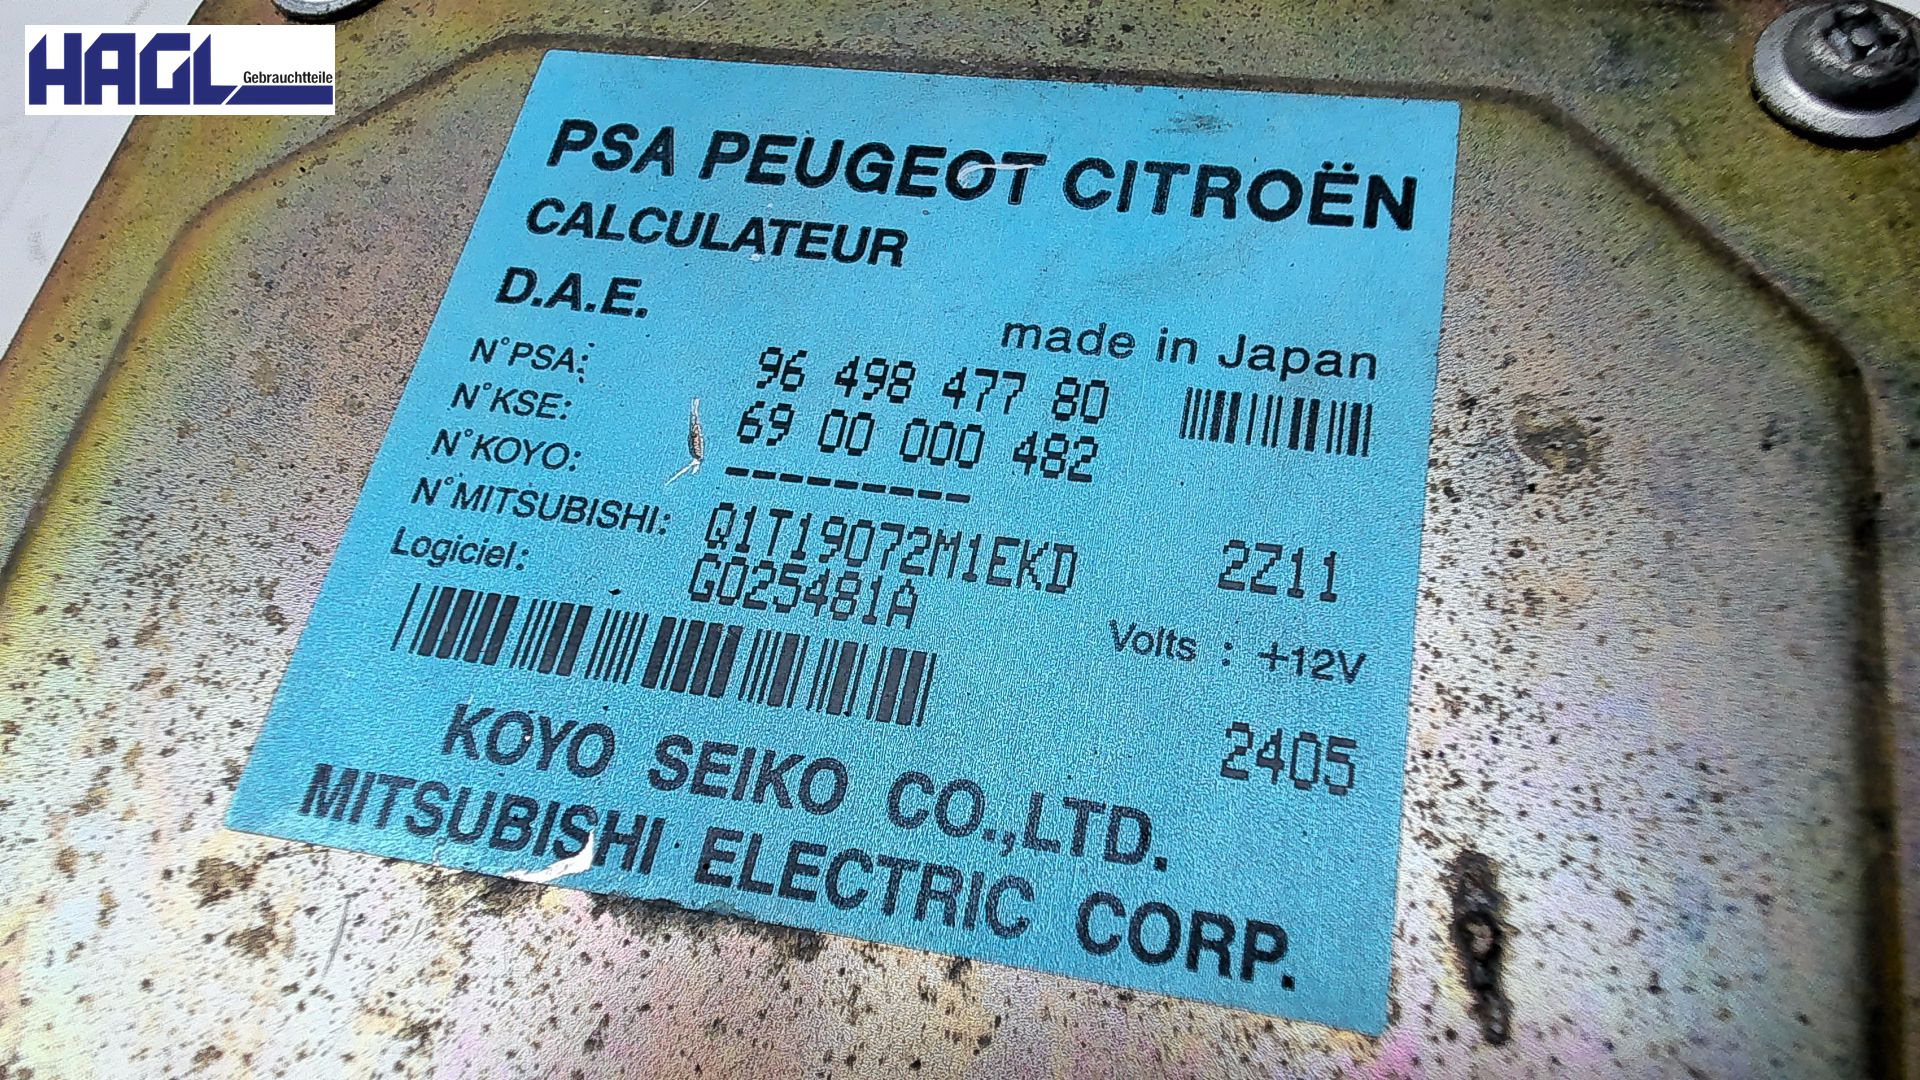 HAGL Gebrauchtteile
PSA PEUGEOT CITROËN
CALCULATEUR
D.A.E.
made in Japan
N°PSA: 96 498 477 80
N°KSE: 69 00 000 482
N°KOYO: ---------
N°MITSUBISHI: Q1T19072M1EKD 2Z11
Logiciel: G025481A
Volts : +12V
2405
KOYO SEIKO CO.,LTD.
MITSUBISHI ELECTRIC CORP.